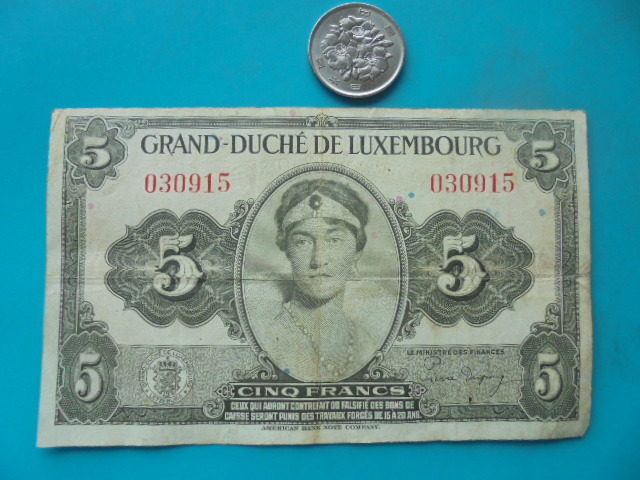 5 5
GRAND-DUCHÉ DE LUXEMBOURG
030915 030915
5 5
LE MINISTRE DES FINANCES
5 CINQ FRANCS 5
CEUX QUI AURONT CONTREFAIT OU FALSIFIÉ DES BONS DE
CAISSE SERONT PUNIS DES TRAVAUX FORCÉS DE 15 À 20 ANS.
AMERICAN BANK NOTE COMPANY.